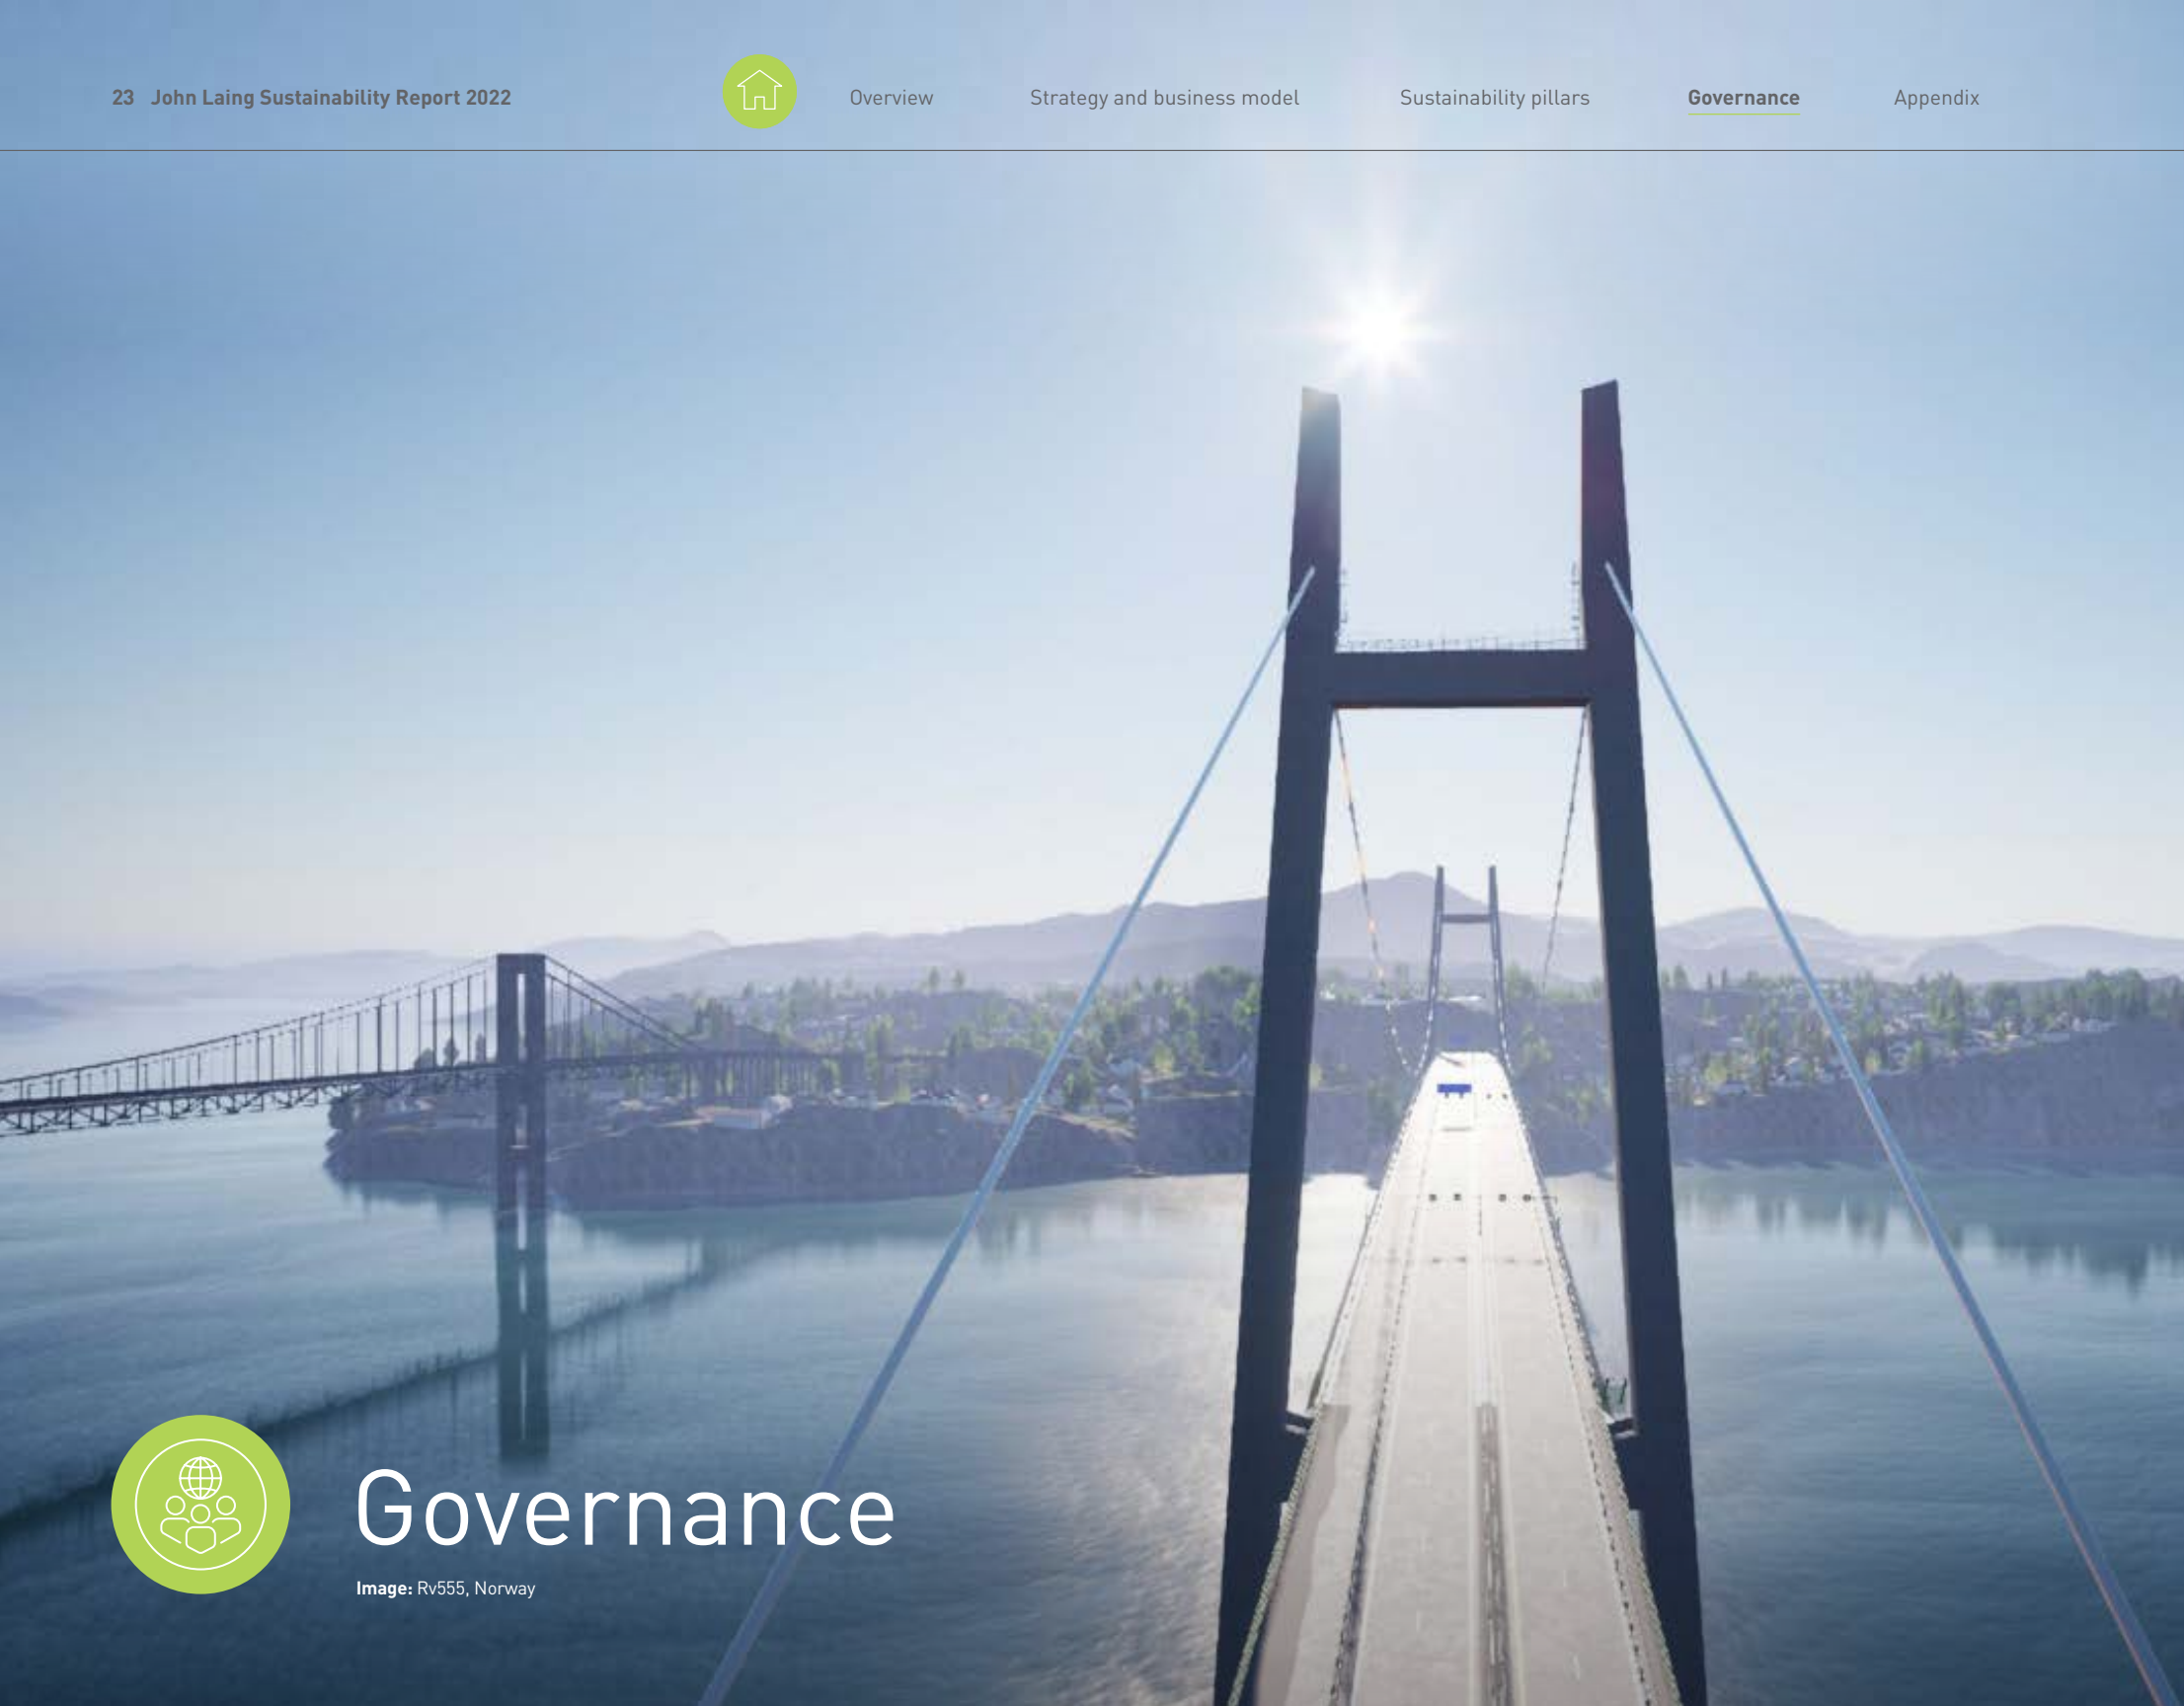 23 John Laing Sustainability Report 2022
Overview
Strategy and business model
Sustainability pillars
Governance
Appendix
Governance
Image: Rv555, Norway